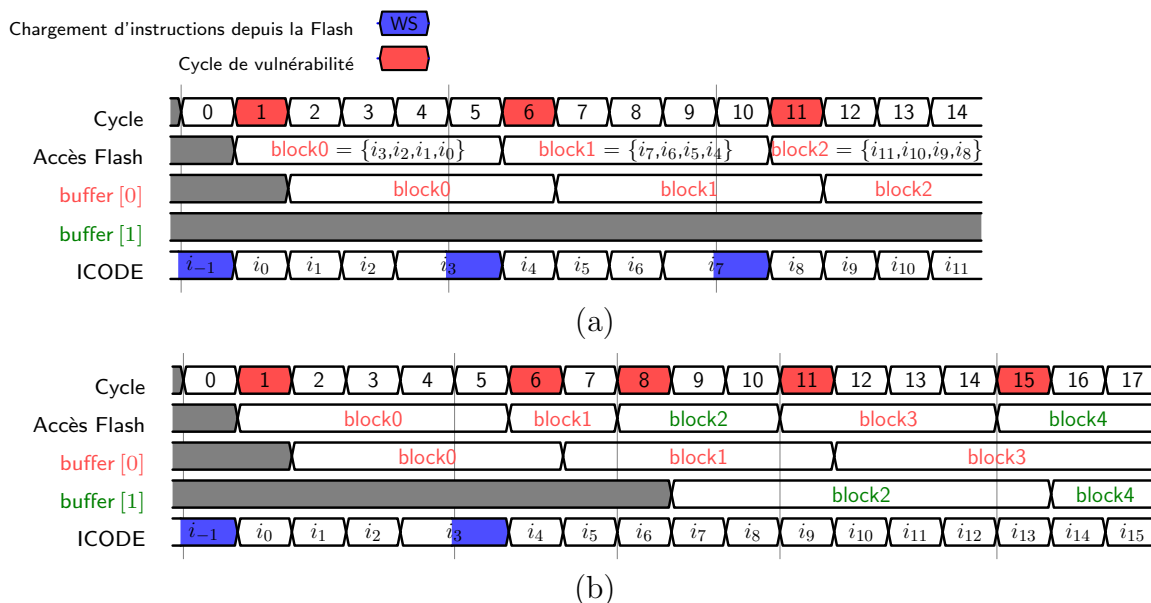 Chargement d'instructions depuis la Flash WS
Cycle de vulnérabilité
Cycle 0 1 2 3 4 5 6 7 8 9 10 11 12 13 14
Accès Flash block0 = {i3,i2,i1,i0} block1 = {i7,i6,i5,i4} block2 = {i11,i10,i9,i8}
buffer [0] block0 block1 block2
buffer [1]
ICODE i−1 i0 i1 i2 i3 i4 i5 i6 i7 i8 i9 i10 i11
(a)
Cycle 0 1 2 3 4 5 6 7 8 9 10 11 12 13 14 15 16 17
Accès Flash block0 block1 block2 block3 block4
buffer [0] block0 block1 block3
buffer [1] block2 block4
ICODE i−1 i0 i1 i2 i3 i4 i5 i6 i7 i8 i9 i10 i11 i12 i13 i14 i15
(b)